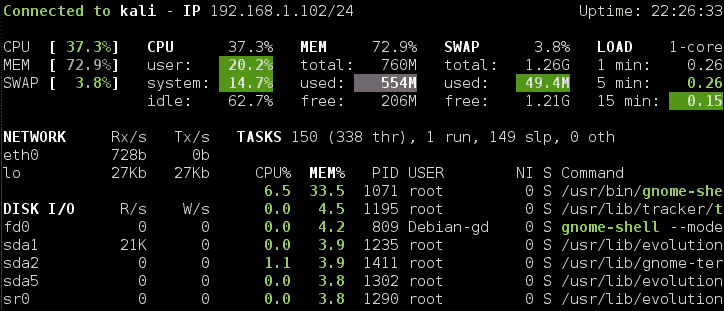 Connected to kali - IP 192.168.1.102/24 Uptime: 22:26:33
CPU [ 37.3%] CPU 37.3% MEM 72.9% SWAP 3.8% LOAD 1-core
MEM [ 72.9%] user: 20.2% total: 760M total: 1.26G 1 min: 0.26
SWAP [ 3.8%] system: 14.7% used: 554M used: 49.4M 5 min: 0.26
idle: 62.7% free: 206M free: 1.21G 15 min: 0.15
NETWORK Rx/s Tx/s TASKS 150 (338 thr), 1 run, 149 slp, 0 oth
eth0 728b 0b
lo 27Kb 27Kb CPU% MEM% PID USER NI S Command
6.5 33.5 1071 root 0 S /usr/bin/gnome-she
DISK I/O R/s W/s 0.0 4.5 1195 root 0 S /usr/lib/tracker/t
fd0 0 0 0.0 4.2 809 Debian-gd 0 S gnome-shell --mode
sda1 21K 0 0.0 3.9 1235 root 0 S /usr/lib/evolution
sda2 0 0 1.1 3.9 1411 root 0 S /usr/lib/gnome-ter
sda5 0 0 0.0 3.8 1302 root 0 S /usr/lib/evolution
sr0 0 0 0.0 3.8 1290 root 0 S /usr/lib/evolution